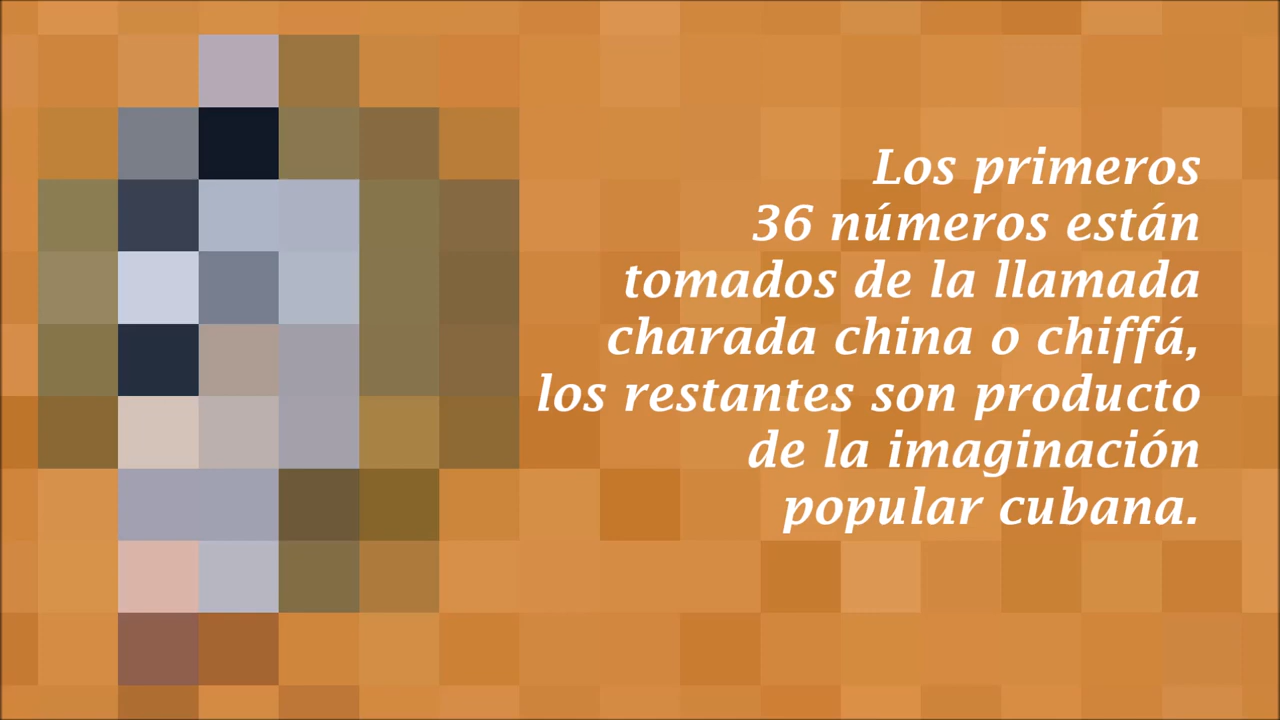 Los primeros
36 números están
tomados de la llamada
charada china o chiffá,
los restantes son producto
de la imaginación
popular cubana.